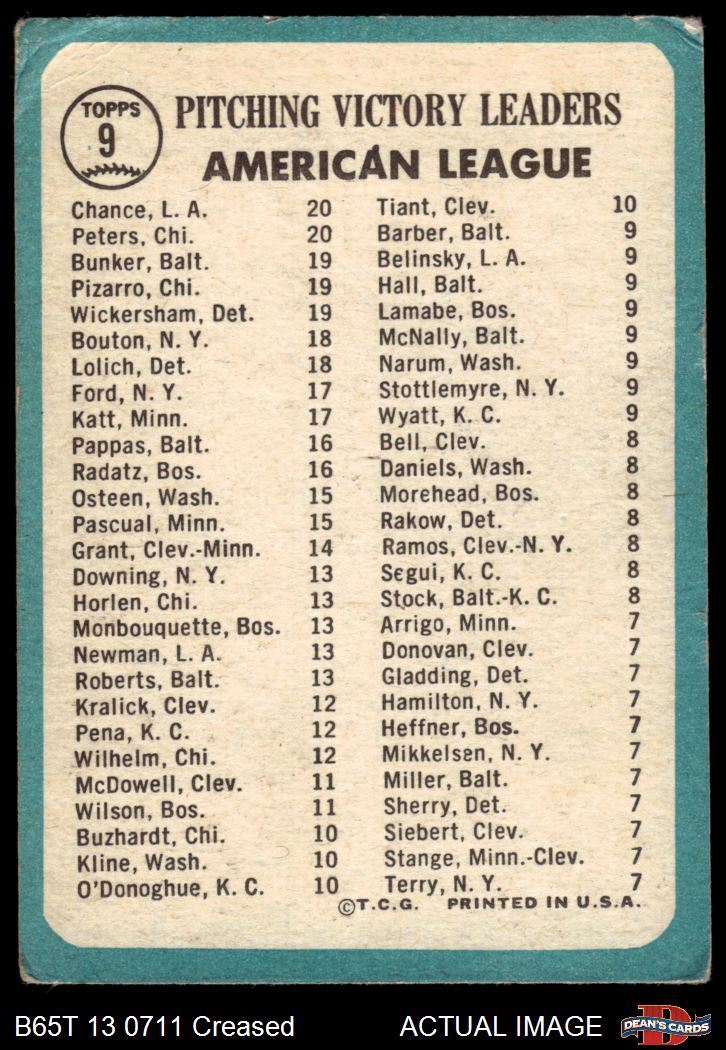 TOPPS
9
PITCHING VICTORY LEADERS
AMERICAN LEAGUE
Chance, L. A. 20
Peters, Chi. 20
Bunker, Balt. 19
Pizarro, Chi. 19
Wickersham, Det. 19
Bouton, N. Y. 18
Lolich, Det. 18
Ford, N. Y. 17
Katt, Minn. 17
Pappas, Balt. 16
Radatz, Bos. 16
Osteen, Wash. 15
Pascual, Minn. 15
Grant, Clev.-Minn. 14
Downing, N. Y. 13
Horlen, Chi. 13
Monbouquette, Bos. 13
Newman, L. A. 13
Roberts, Balt. 13
Kralick, Clev. 12
Pena, K. C. 12
Wilhelm, Chi. 12
McDowell, Clev. 11
Wilson, Bos. 11
Buzhardt, Chi. 10
Kline, Wash. 10
O'Donoghue, K. C. 10
Tiant, Clev. 10
Barber, Balt. 9
Belinsky, L. A. 9
Hall, Balt. 9
Lamabe, Bos. 9
McNally, Balt. 9
Narum, Wash. 9
Stottlemyre, N. Y. 9
Wyatt, K. C. 9
Bell, Clev. 8
Daniels, Wash. 8
Morehead, Bos. 8
Rakow, Det. 8
Ramos, Clev.-N. Y. 8
Segui, K. C. 8
Stock, Balt.-K. C. 8
Arrigo, Minn. 7
Donovan, Clev. 7
Gladding, Det. 7
Hamilton, N. Y. 7
Heffner, Bos. 7
Mikkelsen, N. Y. 7
Miller, Balt. 7
Sherry, Det. 7
Siebert, Clev. 7
Stange, Minn.-Clev. 7
Terry, N. Y. 7
©T.C.G. PRINTED IN U.S.A.
B65T 13 0711 Creased ACTUAL IMAGE
B
DEAN'S CARDS